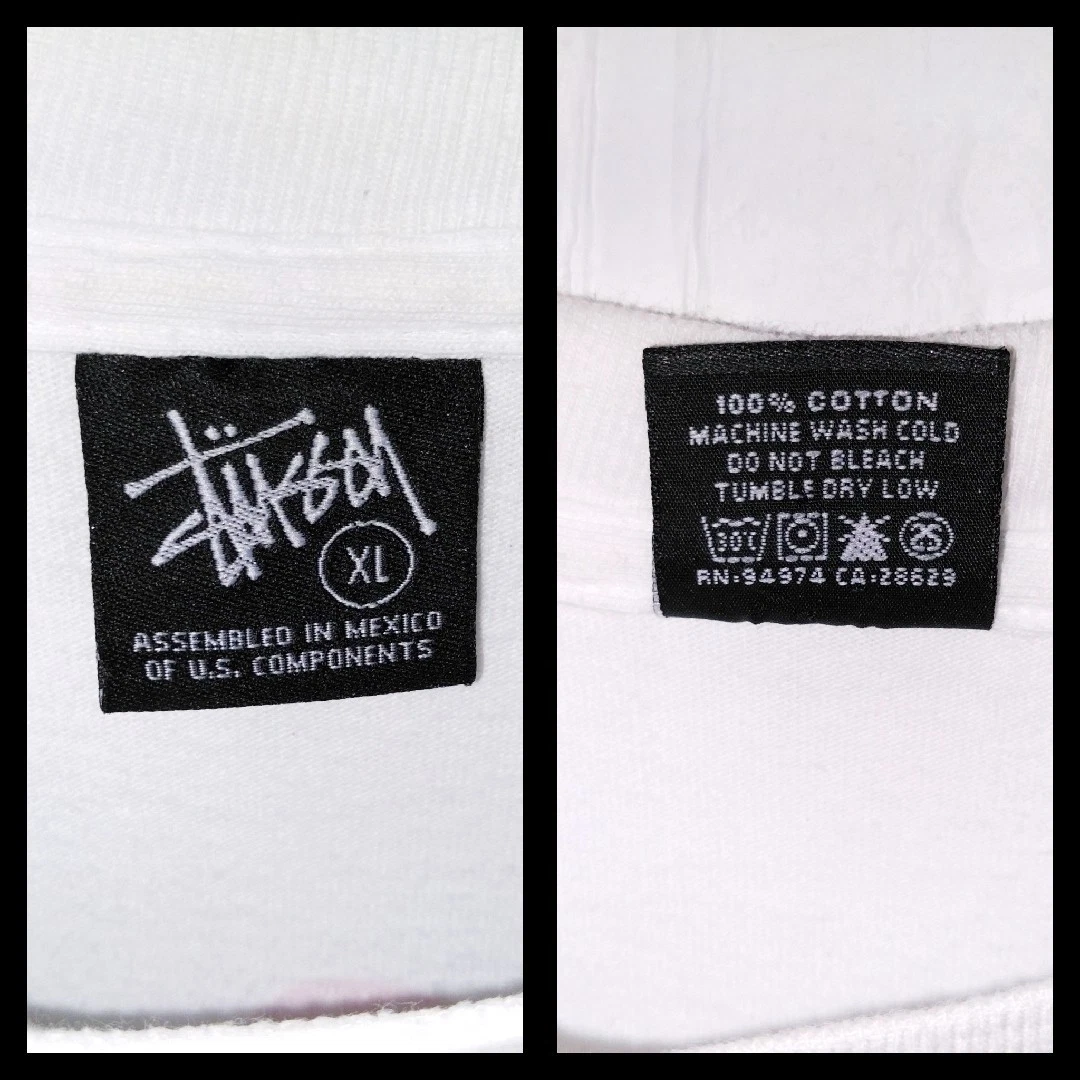 Stüssy
XL
ASSEMBLED IN MEXICO
OF U.S. COMPONENTS
100% COTTON
MACHINE WASH COLD
DO NOT BLEACH
TUMBLE DRY LOW
30C
RN:94974 CA:28629